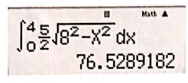 Math ▲
∫₀⁴ 5/2 √(8²-X²) dx
76.5289182